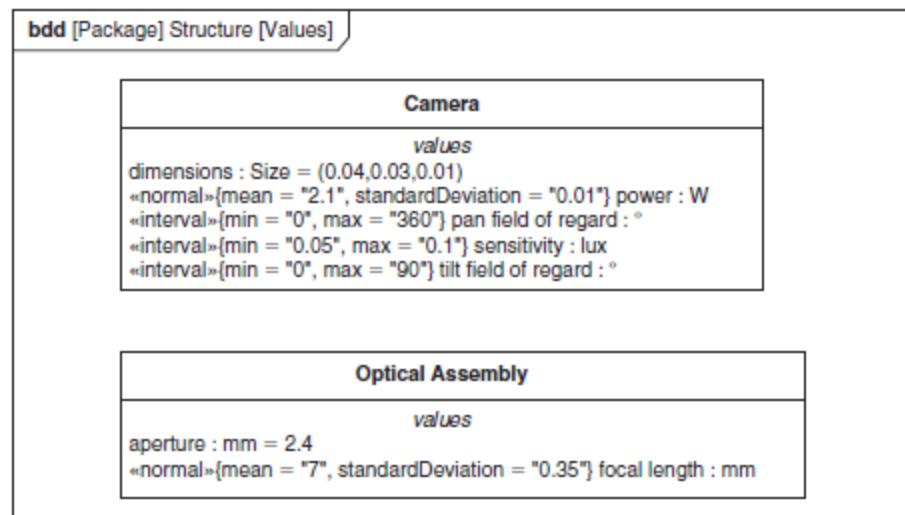 bdd [Package] Structure [Values]
Camera
values
dimensions : Size = (0.04,0.03,0.01)
«normal»{mean = "2.1", standardDeviation = "0.01"} power : W
«interval»{min = "0", max = "360"} pan field of regard : °
«interval»{min = "0.05", max = "0.1"} sensitivity : lux
«interval»{min = "0", max = "90"} tilt field of regard : °
Optical Assembly
values
aperture : mm = 2.4
«normal»{mean = "7", standardDeviation = "0.35"} focal length : mm